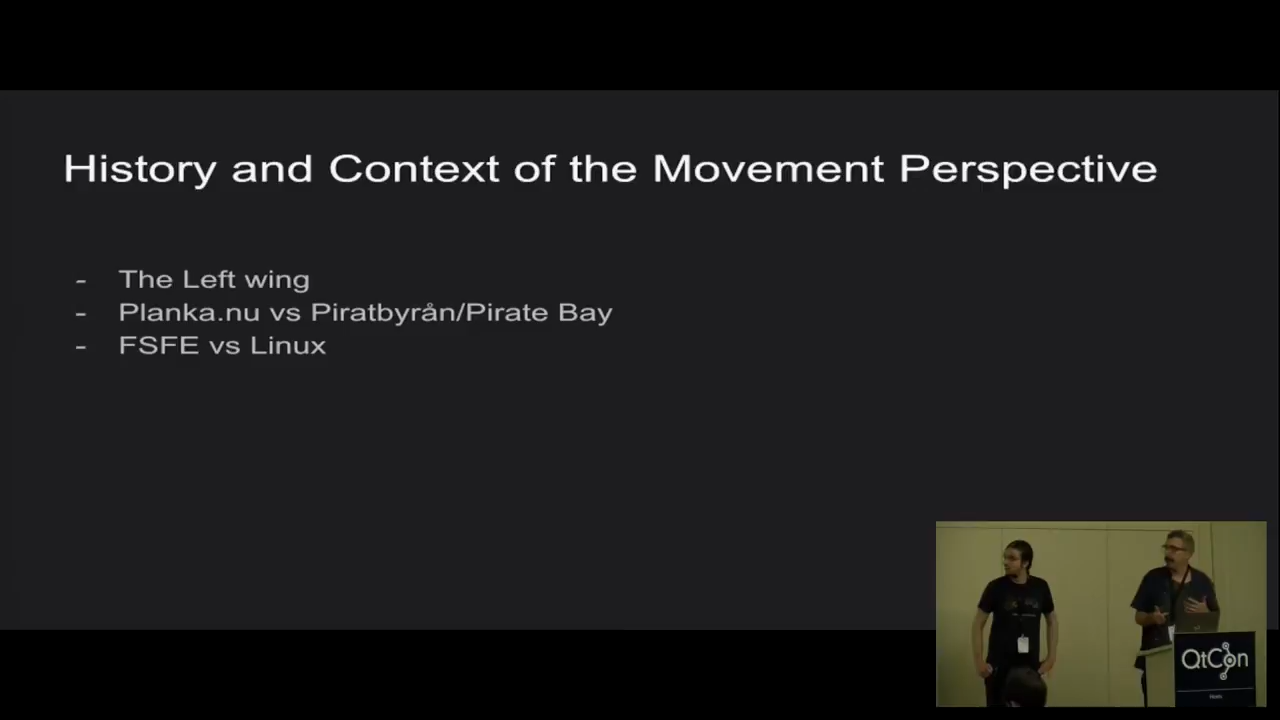 History and Context of the Movement Perspective
- The Left wing
- Planka.nu vs Piratbyrån/Pirate Bay
- FSFE vs Linux
QtCon